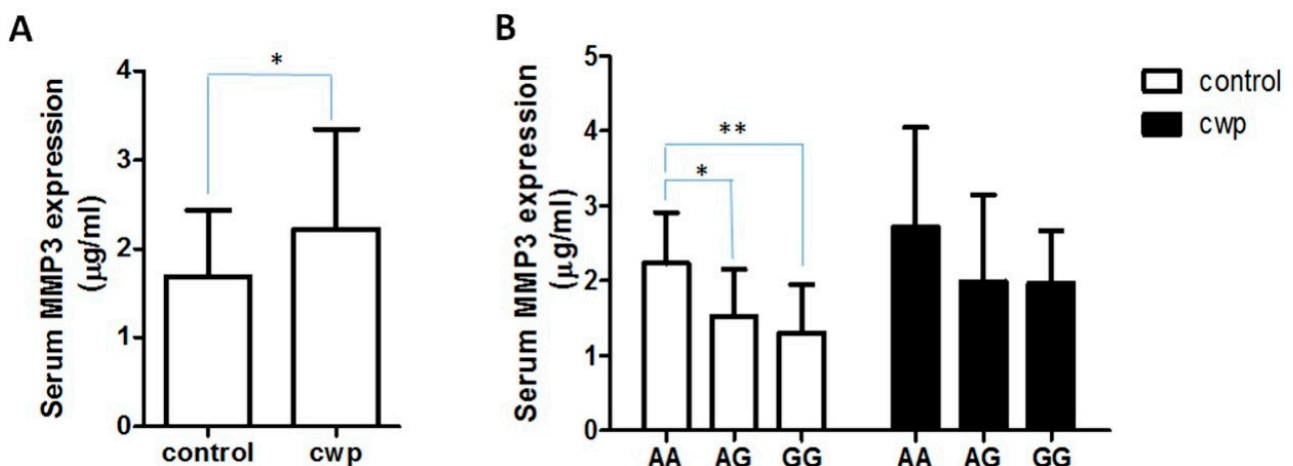 A
Serum MMP3 expression
(μg/ml)
4
3
2
1
0
*
control
cwp
B
Serum MMP3 expression
(μg/ml)
5
4
3
2
1
0
**
*
AA
AG
GG
AA
AG
GG
control
cwp